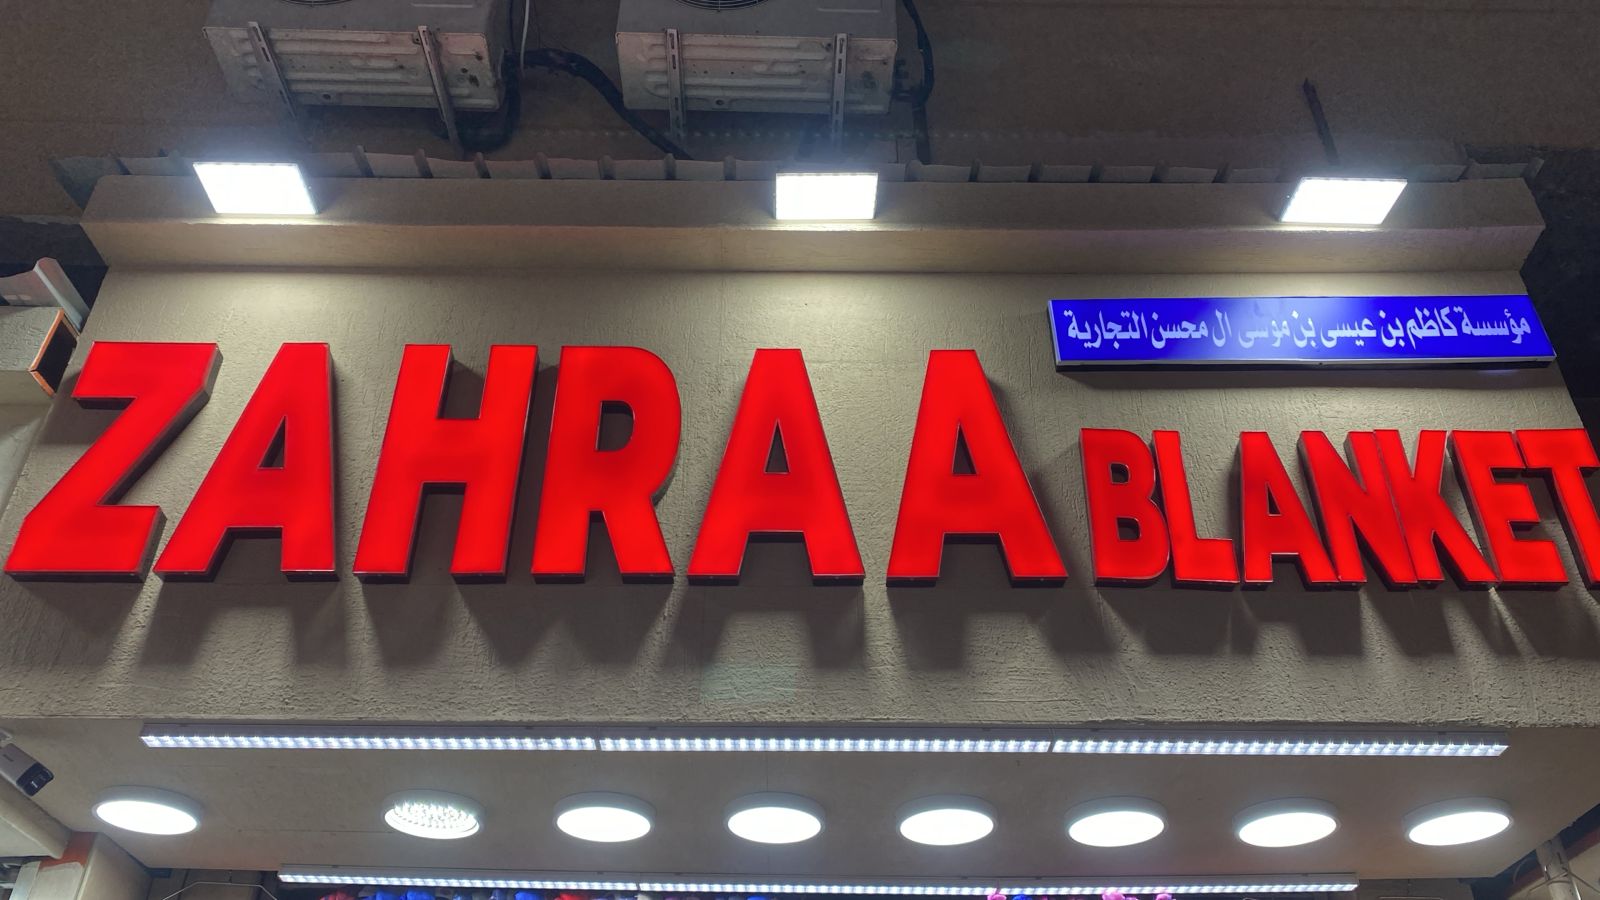 مؤسسة كاظم بن عيسى بن موسى ال محسن التجارية
ZAHRAA BLANKET